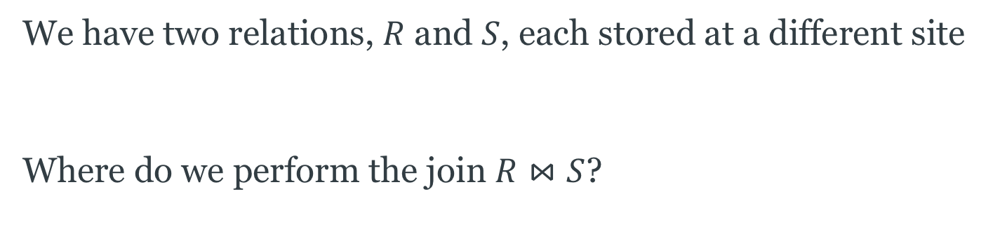 We have two relations, R and S, each stored at a different site
Where do we perform the join R ⋈ S?